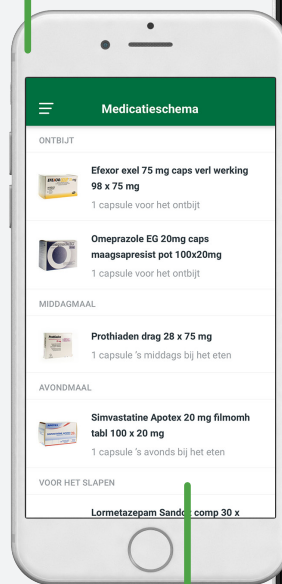 Medicatieschema
ONTBIJT
Efexor exel 75 mg caps verl werking
98 x 75 mg
1 capsule voor het ontbijt
Omeprazole EG 20mg caps
maagsapresist pot 100x20mg
1 capsule voor het ontbijt
MIDDAGMAAL
Prothiaden drag 28 x 75 mg
1 capsule 's middags bij het eten
AVONDMAAL
Simvastatine Apotex 20 mg filmomh
tabl 100 x 20 mg
1 capsule 's avonds bij het eten
VOOR HET SLAPEN
Lormetazepam Sandoz comp 30 x